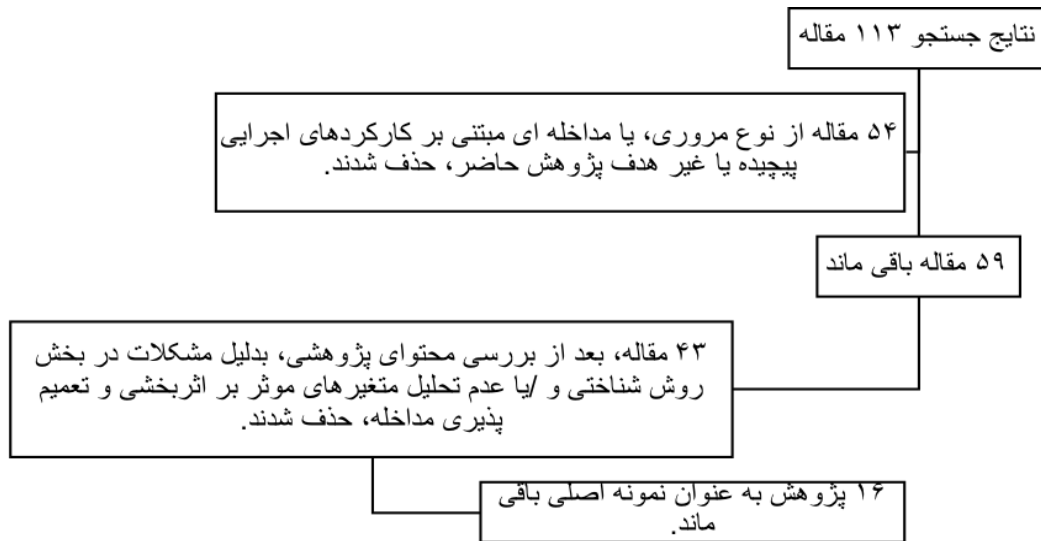 نتایج جستجو ۱۱۳ مقاله
۵۴ مقاله از نوع مروری، یا مداخله ای مبتنی بر کارکردهای اجرایی
پیچیده یا غیر هدف پژوهش حاضر، حذف شدند.
۵۹ مقاله باقی ماند
۴۳ مقاله، بعد از بررسی محتوای پژوهشی، بدلیل مشکلات در بخش
روش شناختی و /یا عدم تحلیل متغیرهای موثر بر اثربخشی و تعمیم
پذیری مداخله، حذف شدند.
۱۶ پژوهش به عنوان نمونه اصلی باقی
ماند.